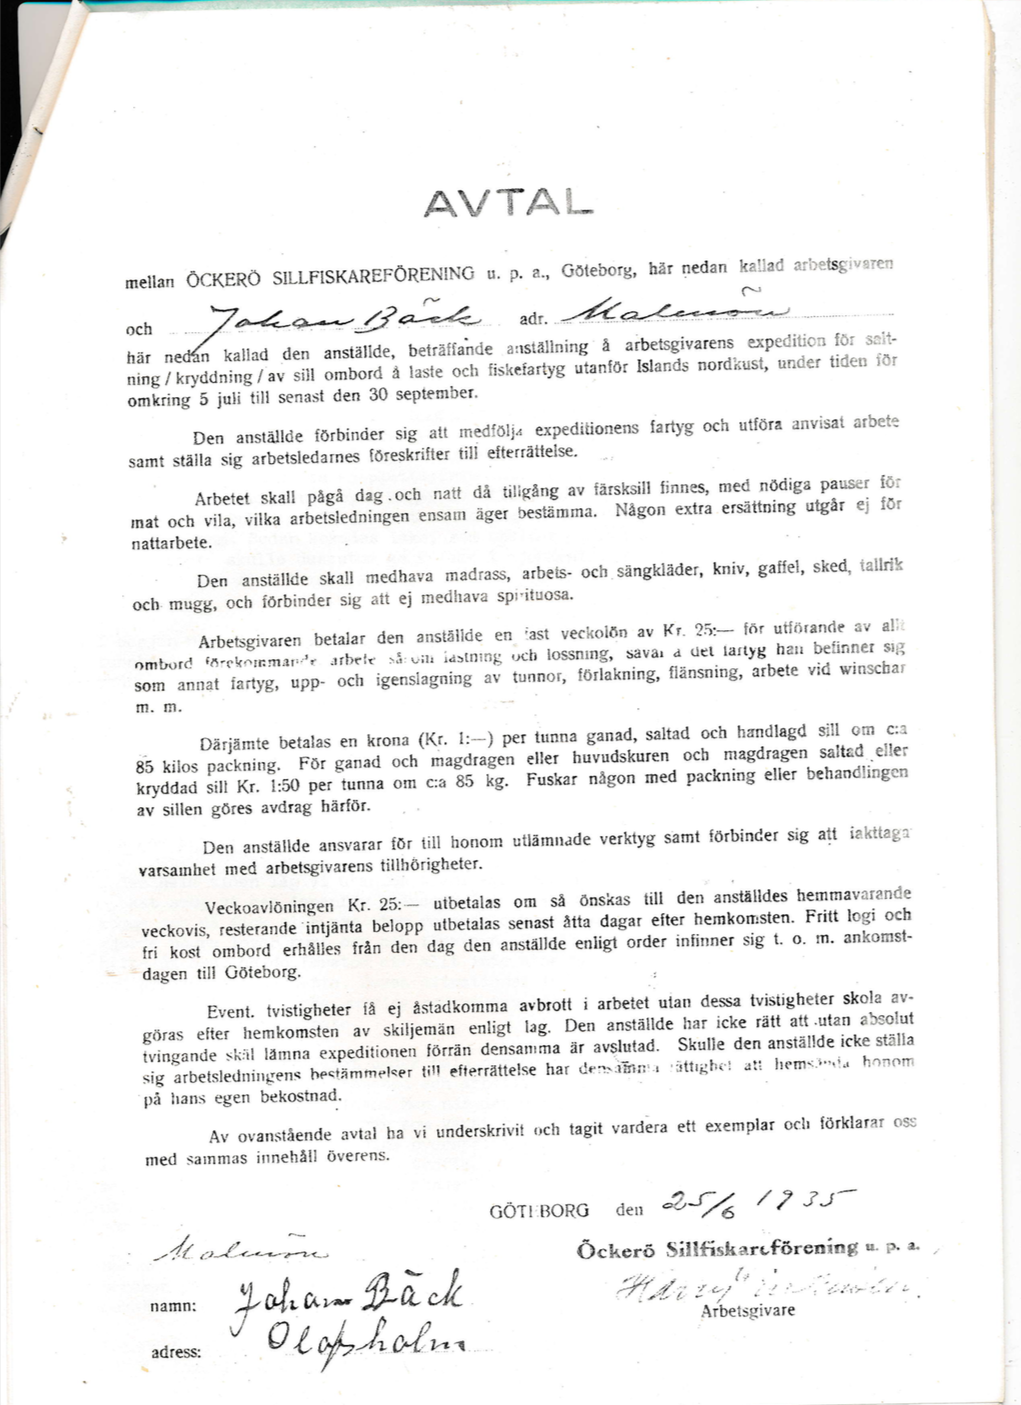 AVTAL
mellan ÖCKERÖ SILLFISKAREFÖRENING u. p. a., Göteborg, här nedan kallad arbetsgivaren
och Johan Bäck adr. Malmön
här nedan kallad den anställde, beträffande anställning å arbetsgivarens expedition för salt-
ning / kryddning / av sill ombord å laste och fiskefartyg utanför Islands nordkust, under tiden för
omkring 5 juli till senast den 30 september.
Den anställde förbinder sig att medfölja expeditionens fartyg och utföra anvisat arbete
samt ställa sig arbetsledarnes föreskrifter till efterrättelse.
Arbetet skall pågå dag och natt då tillgång av färsksill finnes, med nödiga pauser för
mat och vila, vilka arbetsledningen ensam äger bestämma. Någon extra ersättning utgår ej för
nattarbete.
Den anställde skall medhava madrass, arbets- och sängkläder, kniv, gaffel, sked, tallrik
och mugg, och förbinder sig att ej medhava spirituosa.
Arbetsgivaren betalar den anställde en fast veckolön av Kr. 25:— för utförande av allt
ombord förekommande arbete såsom lastning och lossning, såväl å det fartyg han befinner sig
som annat fartyg, upp- och igenslagning av tunnor, förlakning, flänsning, arbete vid winschar
m. m.
Därjämte betalas en krona (Kr. 1:—) per tunna ganad, saltad och handlagd sill om c:a
85 kilos packning. För ganad och magdragen eller huvudskuren och magdragen saltad eller
kryddad sill Kr. 1:50 per tunna om c:a 85 kg. Fuskar någon med packning eller behandlingen
av sillen göres avdrag härför.
Den anställde ansvarar för till honom utlämnade verktyg samt förbinder sig att iakttaga
varsamhet med arbetsgivarens tillhörigheter.
Veckoavlöningen Kr. 25:— utbetalas om så önskas till den anställdes hemmavarande
veckovis, resterande intjänta belopp utbetalas senast åtta dagar efter hemkomsten. Fritt logi och
fri kost ombord erhålles från den dag den anställde enligt order infinner sig t. o. m. ankomst-
dagen till Göteborg.
Event. tvistigheter få ej åstadkomma avbrott i arbetet utan dessa tvistigheter skola av-
göras efter hemkomsten av skiljemän enligt lag. Den anställde har icke rätt att utan absolut
tvingande skäl lämna expeditionen förrän densamma är avslutad. Skulle den anställde icke ställa
sig arbetsledningens bestämmelser till efterrättelse har densamma rättighet att hemsända honom
på hans egen bekostnad.
Av ovanstående avtal ha vi underskrivit och tagit vardera ett exemplar och förklarar oss
med sammas innehåll överens.
GÖTEBORG den 25/6 1935
Malmön
Öckerö Sillfiskareförening u. p. a.
Harry
namn: Johan Bäck
Arbetsgivare
adress: Olofsholm